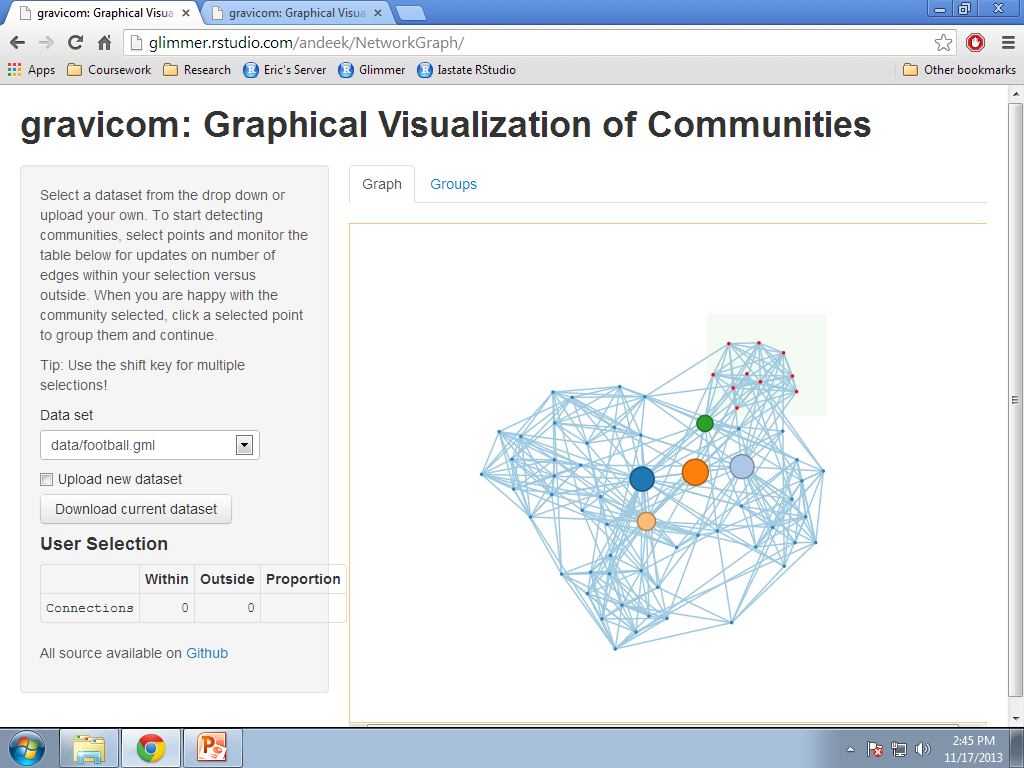 gravicom: Graphical Visua
gravicom: Graphical Visua
glimmer.rstudio.com/andeek/NetworkGraph/
Apps Coursework Research Eric's Server Glimmer Iastate RStudio Other bookmarks
gravicom: Graphical Visualization of Communities
Select a dataset from the drop down or
upload your own. To start detecting
communities, select points and monitor the
table below for updates on number of
edges within your selection versus
outside. When you are happy with the
community selected, click a selected point
to group them and continue.
Tip: Use the shift key for multiple
selections!
Data set
data/football.gml
Upload new dataset
Download current dataset
User Selection
Within Outside Proportion
Connections 0 0
All source available on Github
Graph Groups
2:45 PM
11/17/2013